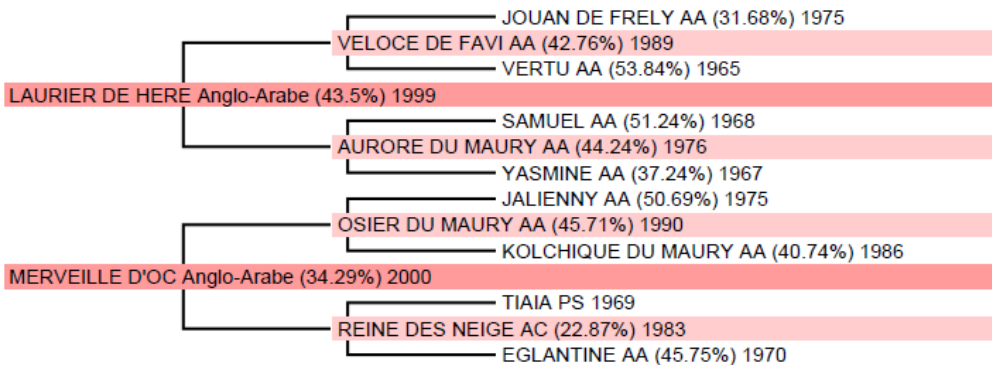 JOUAN DE FRELY AA (31.68%) 1975
VELOCE DE FAVI AA (42.76%) 1989
VERTU AA (53.84%) 1965
LAURIER DE HERE Anglo-Arabe (43.5%) 1999
SAMUEL AA (51.24%) 1968
AURORE DU MAURY AA (44.24%) 1976
YASMINE AA (37.24%) 1967
JALIENNY AA (50.69%) 1975
OSIER DU MAURY AA (45.71%) 1990
KOLCHIQUE DU MAURY AA (40.74%) 1986
MERVEILLE D'OC Anglo-Arabe (34.29%) 2000
TIAIA PS 1969
REINE DES NEIGE AC (22.87%) 1983
EGLANTINE AA (45.75%) 1970